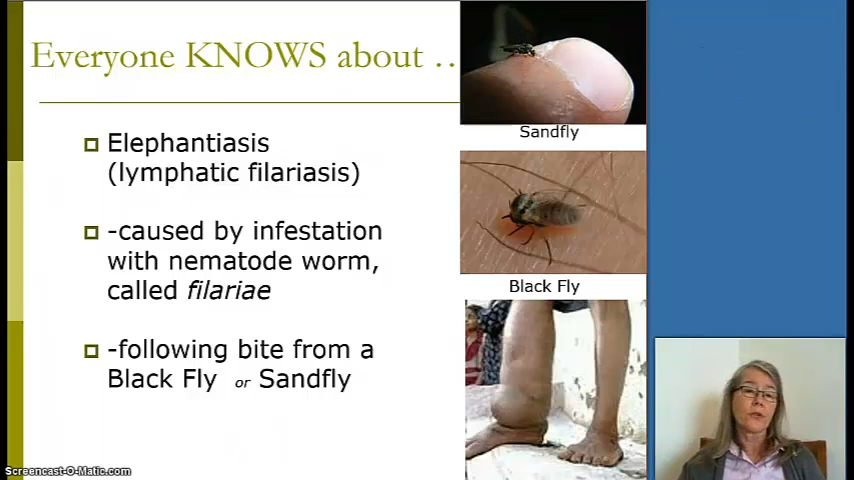 Everyone KNOWS about ..
Sandfly
Elephantiasis
(lymphatic filariasis)
-caused by infestation
with nematode worm,
called filariae
Black Fly
-following bite from a
Black Fly or Sandfly
Screencast-O-Matic.com